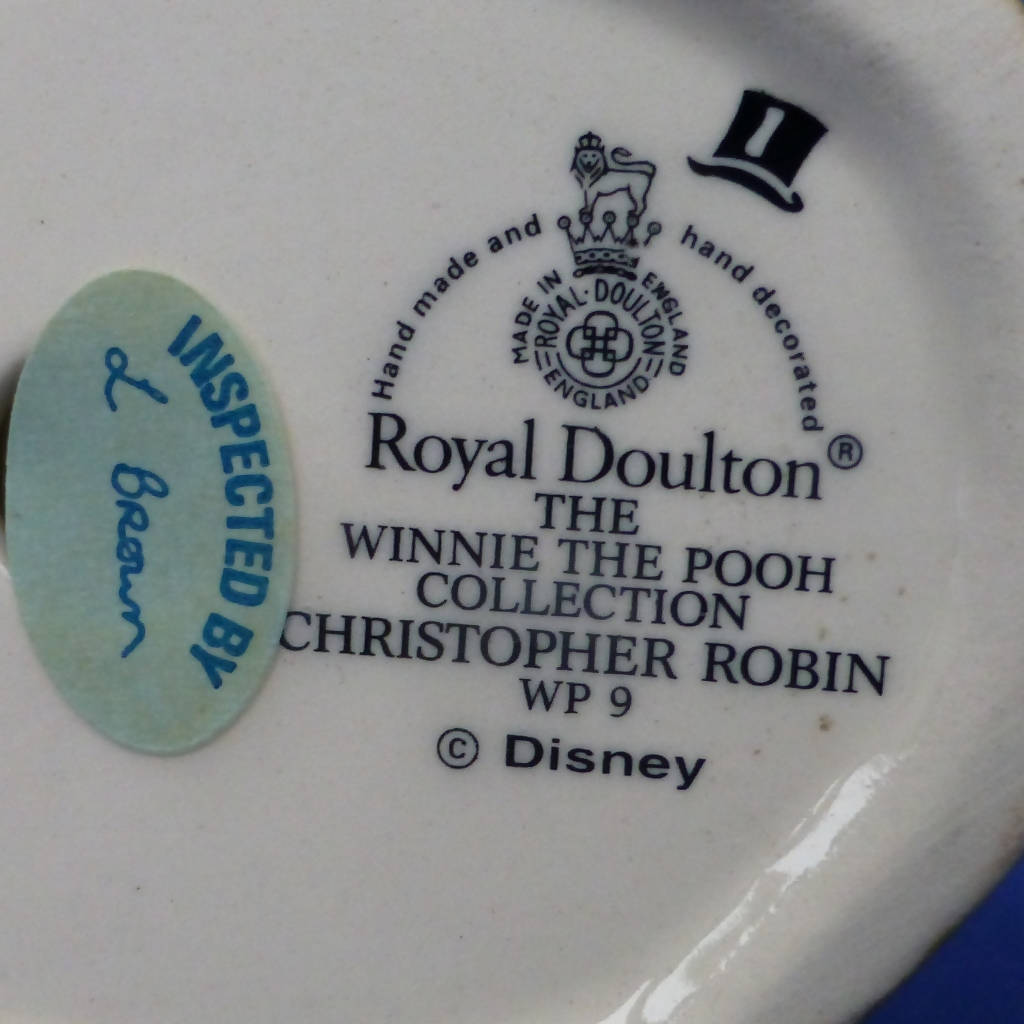 1
Hand made and hand decorated
MADE IN ENGLAND
ROYAL·DOULTON
ENGLAND
Royal Doulton®
THE
WINNIE THE POOH
COLLECTION
CHRISTOPHER ROBIN
WP 9
© Disney
INSPECTED BY
L Brown